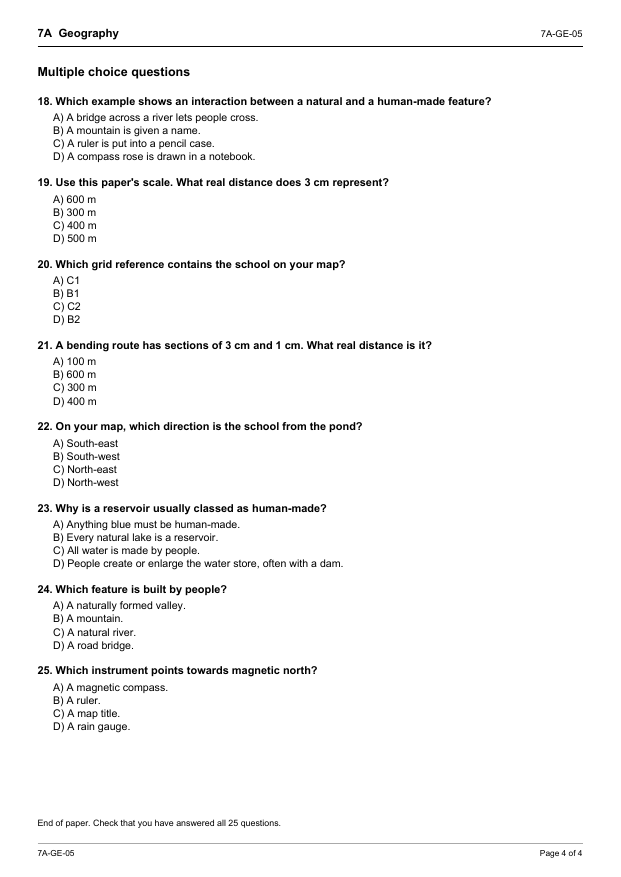 7A Geography
7A-GE-05
Multiple choice questions
18. Which example shows an interaction between a natural and a human-made feature?
A) A bridge across a river lets people cross.
B) A mountain is given a name.
C) A ruler is put into a pencil case.
D) A compass rose is drawn in a notebook.
19. Use this paper's scale. What real distance does 3 cm represent?
A) 600 m
B) 300 m
C) 400 m
D) 500 m
20. Which grid reference contains the school on your map?
A) C1
B) B1
C) C2
D) B2
21. A bending route has sections of 3 cm and 1 cm. What real distance is it?
A) 100 m
B) 600 m
C) 300 m
D) 400 m
22. On your map, which direction is the school from the pond?
A) South-east
B) South-west
C) North-east
D) North-west
23. Why is a reservoir usually classed as human-made?
A) Anything blue must be human-made.
B) Every natural lake is a reservoir.
C) All water is made by people.
D) People create or enlarge the water store, often with a dam.
24. Which feature is built by people?
A) A naturally formed valley.
B) A mountain.
C) A natural river.
D) A road bridge.
25. Which instrument points towards magnetic north?
A) A magnetic compass.
B) A ruler.
C) A map title.
D) A rain gauge.
End of paper. Check that you have answered all 25 questions.
7A-GE-05
Page 4 of 4